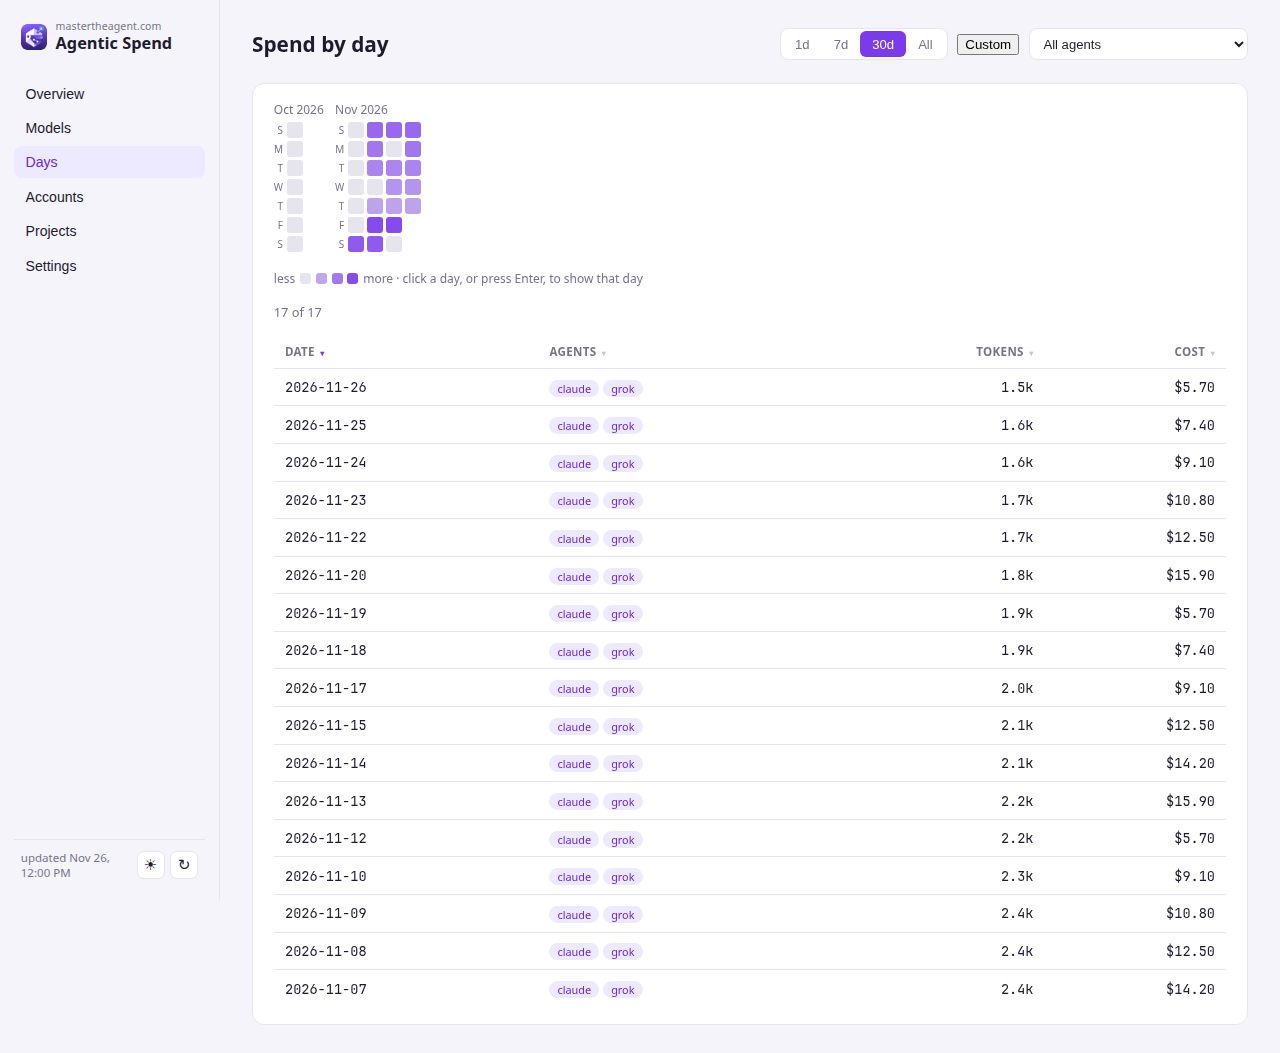 mastertheagent.com
Agentic Spend
Overview
Models
Days
Accounts
Projects
Settings
updated Nov 26,
12:00 PM
☀ ↻
Spend by day
1d 7d 30d All Custom All agents
Oct 2026 Nov 2026
S S
M M
T T
W W
T T
F F
S S
less more · click a day, or press Enter, to show that day
17 of 17
DATE ▼ AGENTS ▼ TOKENS ▼ COST ▼
2026-11-26 claude grok 1.5k $5.70
2026-11-25 claude grok 1.6k $7.40
2026-11-24 claude grok 1.6k $9.10
2026-11-23 claude grok 1.7k $10.80
2026-11-22 claude grok 1.7k $12.50
2026-11-20 claude grok 1.8k $15.90
2026-11-19 claude grok 1.9k $5.70
2026-11-18 claude grok 1.9k $7.40
2026-11-17 claude grok 2.0k $9.10
2026-11-15 claude grok 2.1k $12.50
2026-11-14 claude grok 2.1k $14.20
2026-11-13 claude grok 2.2k $15.90
2026-11-12 claude grok 2.2k $5.70
2026-11-10 claude grok 2.3k $9.10
2026-11-09 claude grok 2.4k $10.80
2026-11-08 claude grok 2.4k $12.50
2026-11-07 claude grok 2.4k $14.20